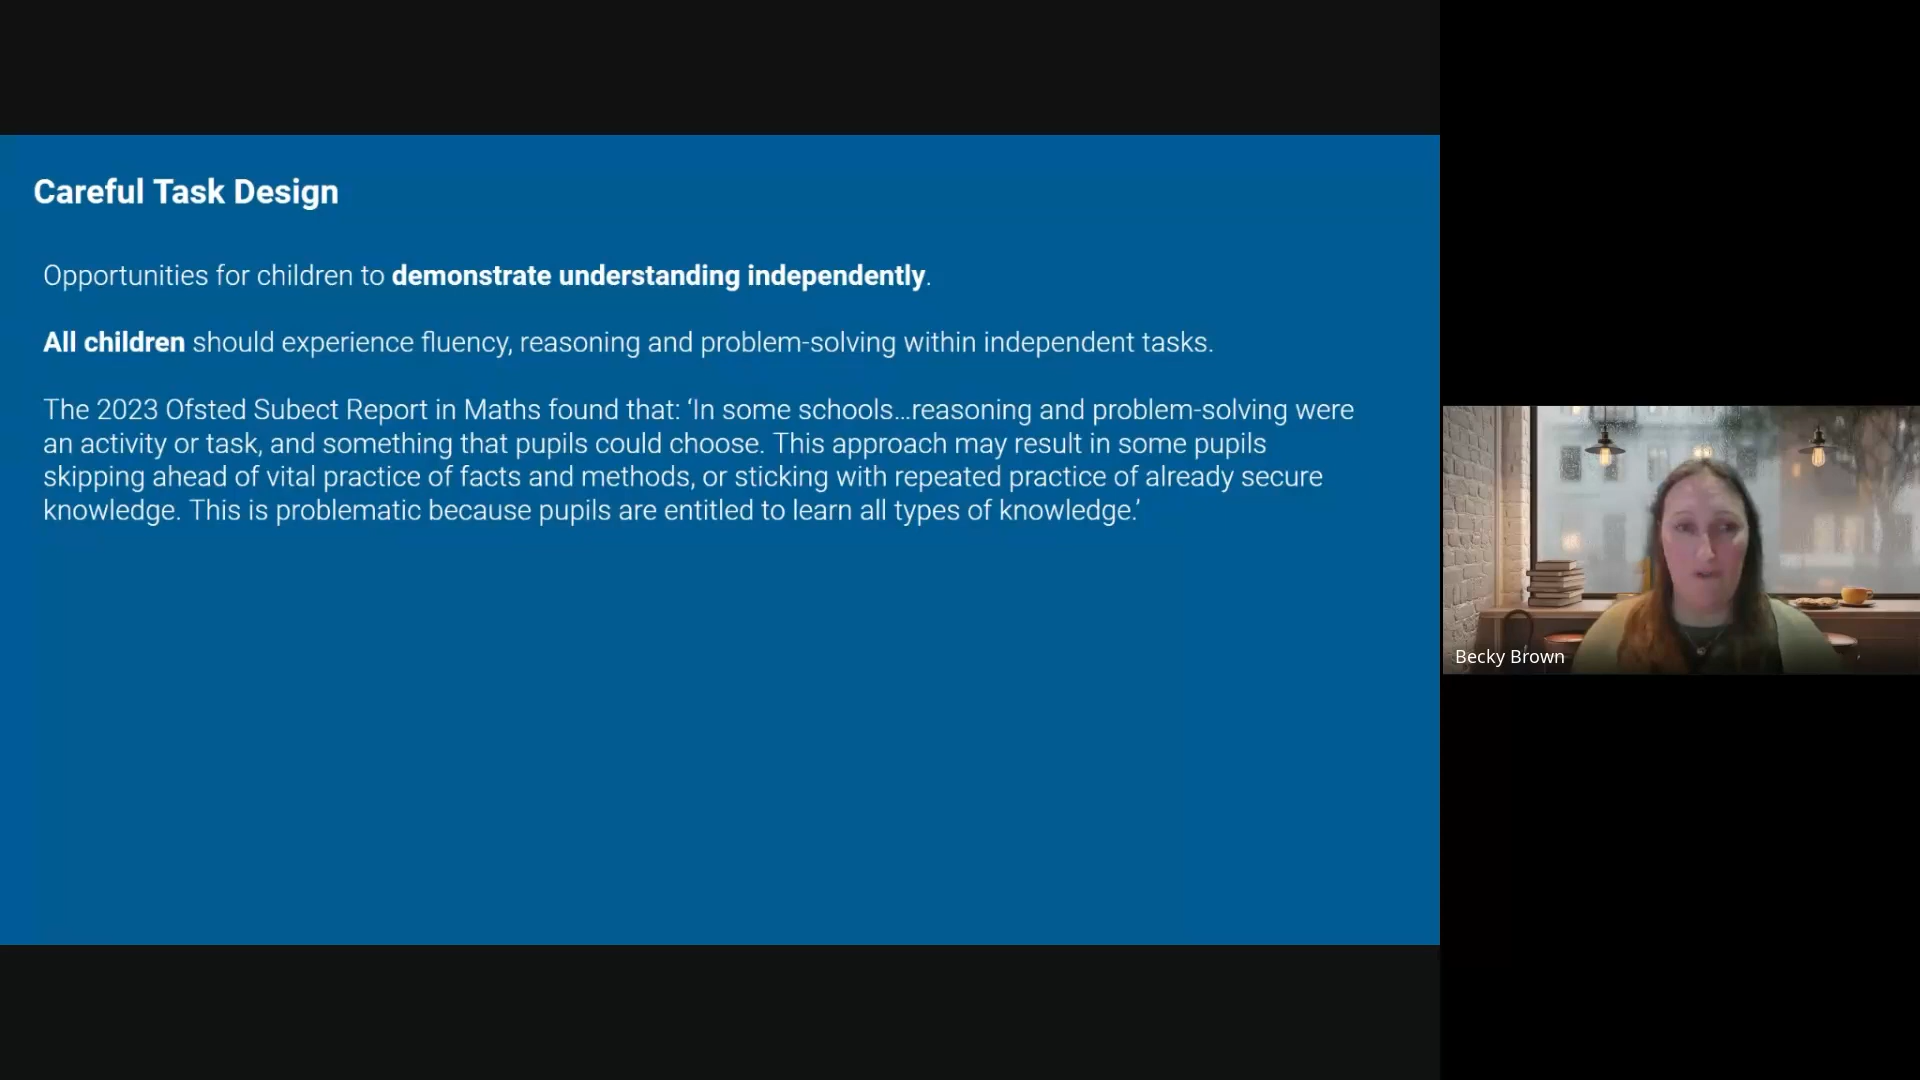 Careful Task Design
Opportunities for children to demonstrate understanding independently.
All children should experience fluency, reasoning and problem-solving within independent tasks.
The 2023 Ofsted Subect Report in Maths found that: ‘In some schools...reasoning and problem-solving were
an activity or task, and something that pupils could choose. This approach may result in some pupils
skipping ahead of vital practice of facts and methods, or sticking with repeated practice of already secure
knowledge. This is problematic because pupils are entitled to learn all types of knowledge.’
Becky Brown